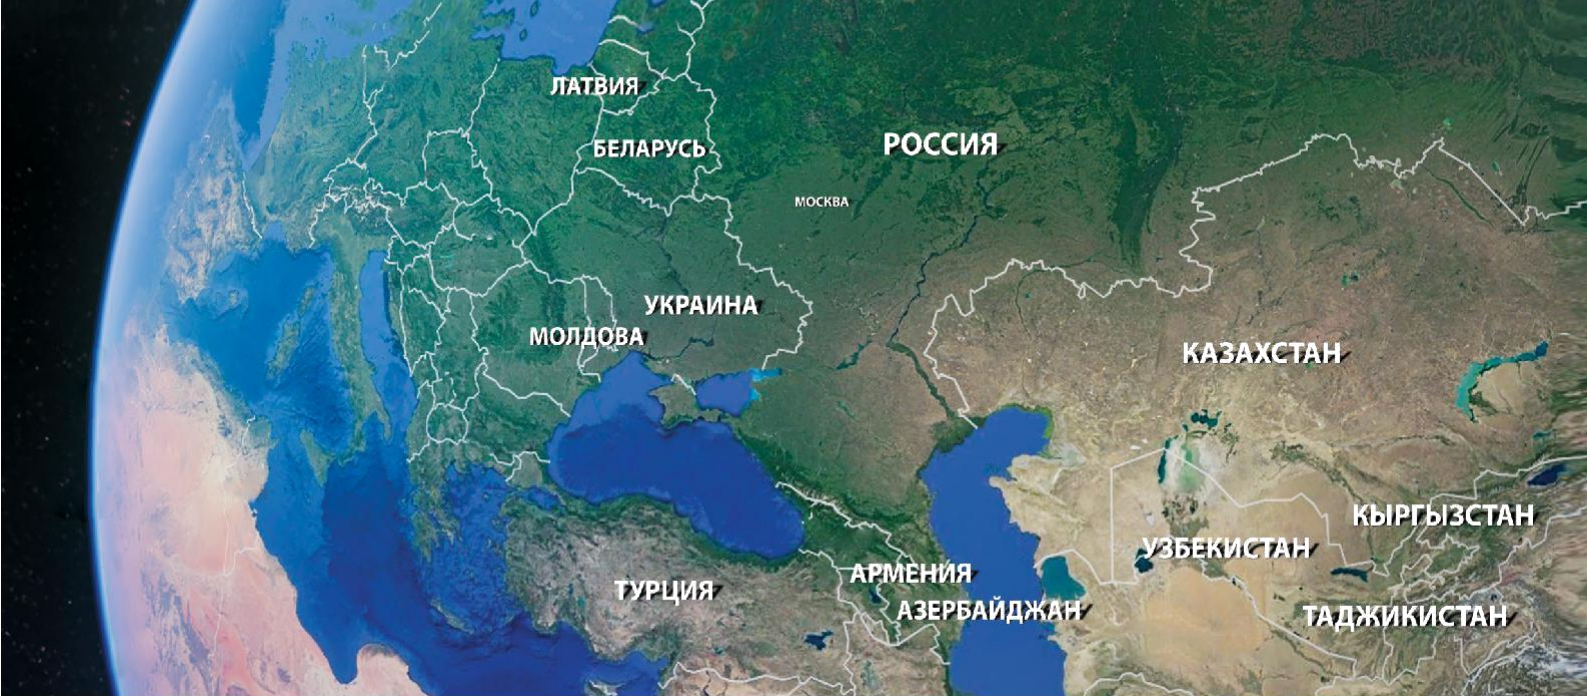 ЛАТВИЯ
БЕЛАРУСЬ
РОССИЯ
МОСКВА
УКРАИНА
МОЛДОВА
КАЗАХСТАН
КЫРГЫЗСТАН
УЗБЕКИСТАН
АРМЕНИЯ
ТУРЦИЯ
АЗЕРБАЙДЖАН
ТАДЖИКИСТАН